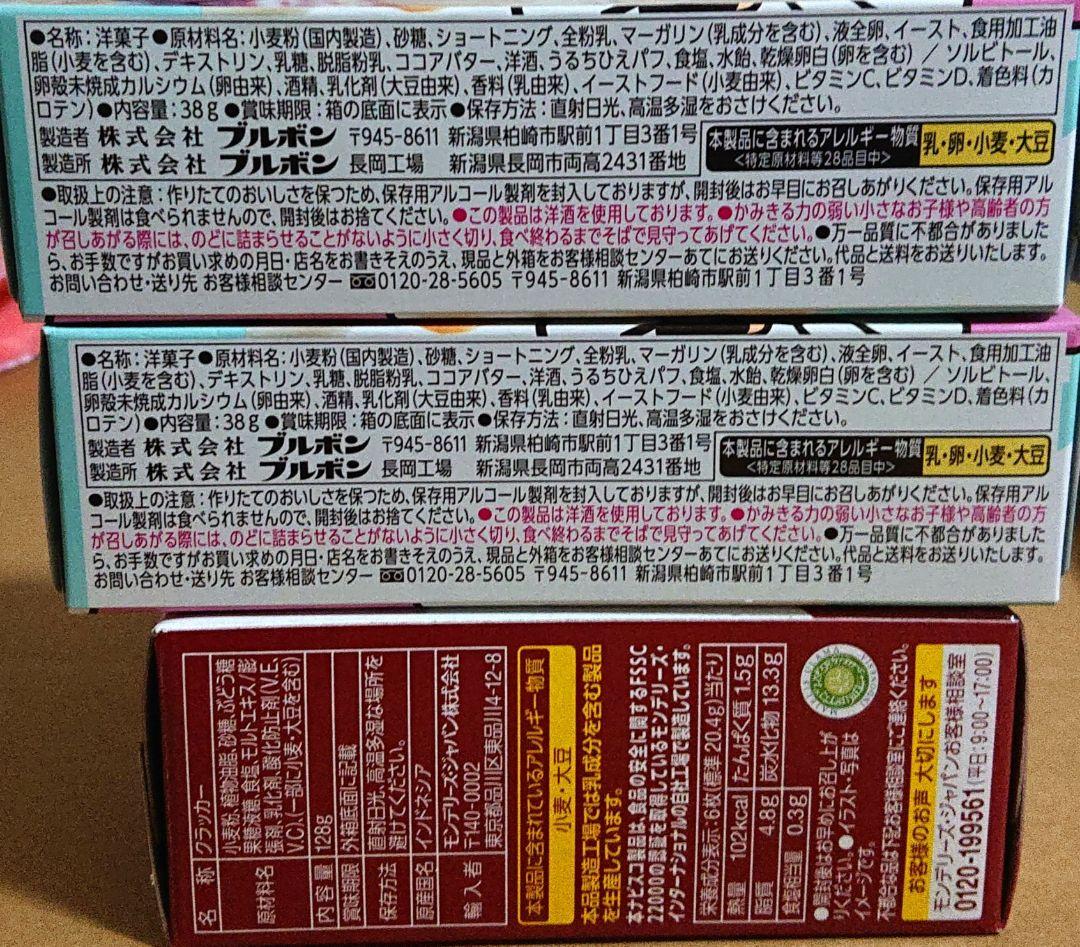 ●名称：洋菓子●原材料名：小麦粉(国内製造)、砂糖、ショートニング、全粉乳、マーガリン(乳成分を含む)、液全卵、イースト、食用加工油
脂(小麦を含む)、デキストリン、乳糖、脱脂粉乳、ココアバター、洋酒、うるちひえパフ、食塩、水飴、乾燥卵白(卵を含む) ／ソルビトール、
卵殻未焼成カルシウム(卵由来)、酒精、乳化剤(大豆由来)、香料(乳由来)、イーストフード(小麦由来)、ビタミンC、ビタミンD、着色料(カ
ロテン)●内容量：38g ●賞味期限：箱の底面に表示●保存方法：直射日光、高温多湿をおさけください。
製造者 株式会社 ブルボン 〒945-8611 新潟県柏崎市駅前1丁目3番1号
製造所 株式会社 ブルボン 長岡工場 新潟県長岡市両高2431番地
本製品に含まれるアレルギー物質
<特定原材料等28品目中>
乳・卵・小麦・大豆
●取扱上の注意：作りたてのおいしさを保つため、保存用アルコール製剤を封入しておりますが、開封後はお早目にお召しあがりください。保存用アル
コール製剤は食べられませんので、開封後はお捨てください。●この製品は洋酒を使用しております。●かみきる力の弱い小さなお子様や高齢者の方
が召しあがる際には、のどに詰まらせることがないように小さく切り、食べ終わるまでそばで見守ってあげてください。●万一品質に不都合がありました
ら、お手数ですがお買い求めの月日・店名をお書きそえのうえ、現品と外箱をお客様相談センターあてにお送りください。代品と送料をお送りいたします。
お問い合わせ・送り先 お客様相談センター 0120-28-5605 〒945-8611 新潟県柏崎市駅前1丁目3番1号
●名称：洋菓子●原材料名：小麦粉(国内製造)、砂糖、ショートニング、全粉乳、マーガリン(乳成分を含む)、液全卵、イースト、食用加工油
脂(小麦を含む)、デキストリン、乳糖、脱脂粉乳、ココアバター、洋酒、うるちひえパフ、食塩、水飴、乾燥卵白(卵を含む) ／ソルビトール、
卵殻未焼成カルシウム(卵由来)、酒精、乳化剤(大豆由来)、香料(乳由来)、イーストフード(小麦由来)、ビタミンC、ビタミンD、着色料(カ
ロテン)●内容量：38g ●賞味期限：箱の底面に表示●保存方法：直射日光、高温多湿をおさけください。
製造者 株式会社 ブルボン 〒945-8611 新潟県柏崎市駅前1丁目3番1号
製造所 株式会社 ブルボン 長岡工場 新潟県長岡市両高2431番地
本製品に含まれるアレルギー物質
<特定原材料等28品目中>
乳・卵・小麦・大豆
●取扱上の注意：作りたてのおいしさを保つため、保存用アルコール製剤を封入しておりますが、開封後はお早目にお召しあがりください。保存用アル
コール製剤は食べられませんので、開封後はお捨てください。●この製品は洋酒を使用しております。●かみきる力の弱い小さなお子様や高齢者の方
が召しあがる際には、のどに詰まらせることがないように小さく切り、食べ終わるまでそばで見守ってあげてください。●万一品質に不都合がありました
ら、お手数ですがお買い求めの月日・店名をお書きそえのうえ、現品と外箱をお客様相談センターあてにお送りください。代品と送料をお送りいたします。
お問い合わせ・送り先 お客様相談センター 0120-28-5605 〒945-8611 新潟県柏崎市駅前1丁目3番1号
名称 クラッカー
原材料名 小麦粉、植物油脂、砂糖、ぶどう糖
果糖液糖、食塩、モルトエキス/膨
張剤、乳化剤、酸化防止剤(V.E、
V.C)、(一部に小麦・大豆を含む)
内容量 128g
賞味期限 外箱底面に記載
保存方法 直射日光、高温多湿な場所を
避けてください。
原産国名 インドネシア
輸入者 モンデリーズ・ジャパン株式会社
〒140-0002
東京都品川区東品川4-12-8
本製品に含まれているアレルギー物質
小麦・大豆
本品製造工場では乳成分を含む製品
を生産しています。
本ナビスコ製品は、食品の安全に関するFSSC
22000の認証を取得しているモンデリーズ・
インターナショナルの自社工場で製造しています。
栄養成分表示：6枚(標準20.4g)当たり
熱量 102kcal たんぱく質 1.5g
脂質 4.8g 炭水化物 13.3g
食塩相当量 0.3g
●開封後はお早めにお召し上が
りください。●イラスト・写真は
イメージです。
不都合な点は下記お客様相談室にご連絡ください。
お客様のお声 大切にします
モンデリーズ・ジャパンお客様相談室
0120-199561(平日：9:00〜17:00)